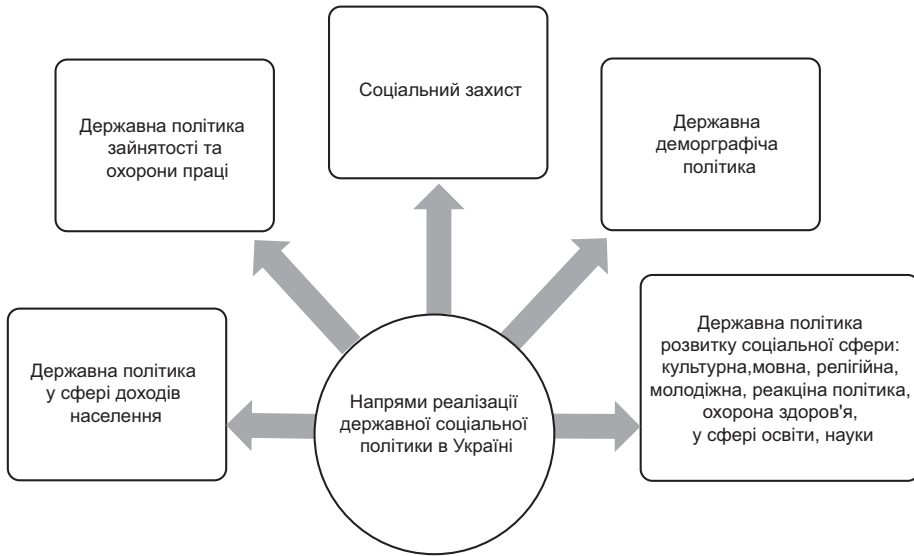 Соціальний захист
Державна політика
зайнятості та
охорони праці
Державна
деморграфіча
політика
Державна політика
у сфері доходів
населення
Напрями реалізації
державної соціальної
політики в Україні
Державна політика
розвитку соціальної сфери:
культурна,мовна, релігійна,
молодіжна, реакціна політика,
охорона здоров'я,
у сфері освіти, науки